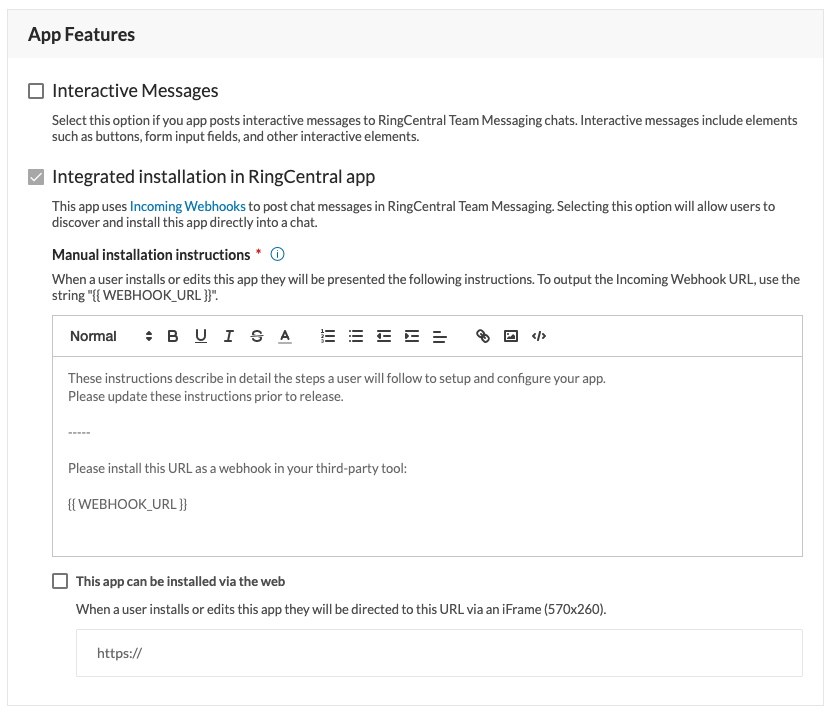 App Features
Interactive Messages
Select this option if you app posts interactive messages to RingCentral Team Messaging chats. Interactive messages include elements
such as buttons, form input fields, and other interactive elements.
Integrated installation in RingCentral app
This app uses Incoming Webhooks to post chat messages in RingCentral Team Messaging. Selecting this option will allow users to
discover and install this app directly into a chat.
Manual installation instructions *
When a user installs or edits this app they will be presented the following instructions. To output the Incoming Webhook URL, use the
string "{{ WEBHOOK_URL }}".
Normal B U I S A
These instructions describe in detail the steps a user will follow to setup and configure your app.
Please update these instructions prior to release.
-----
Please install this URL as a webhook in your third-party tool:
{{ WEBHOOK_URL }}
This app can be installed via the web
When a user installs or edits this app they will be directed to this URL via an iFrame (570x260).
https://